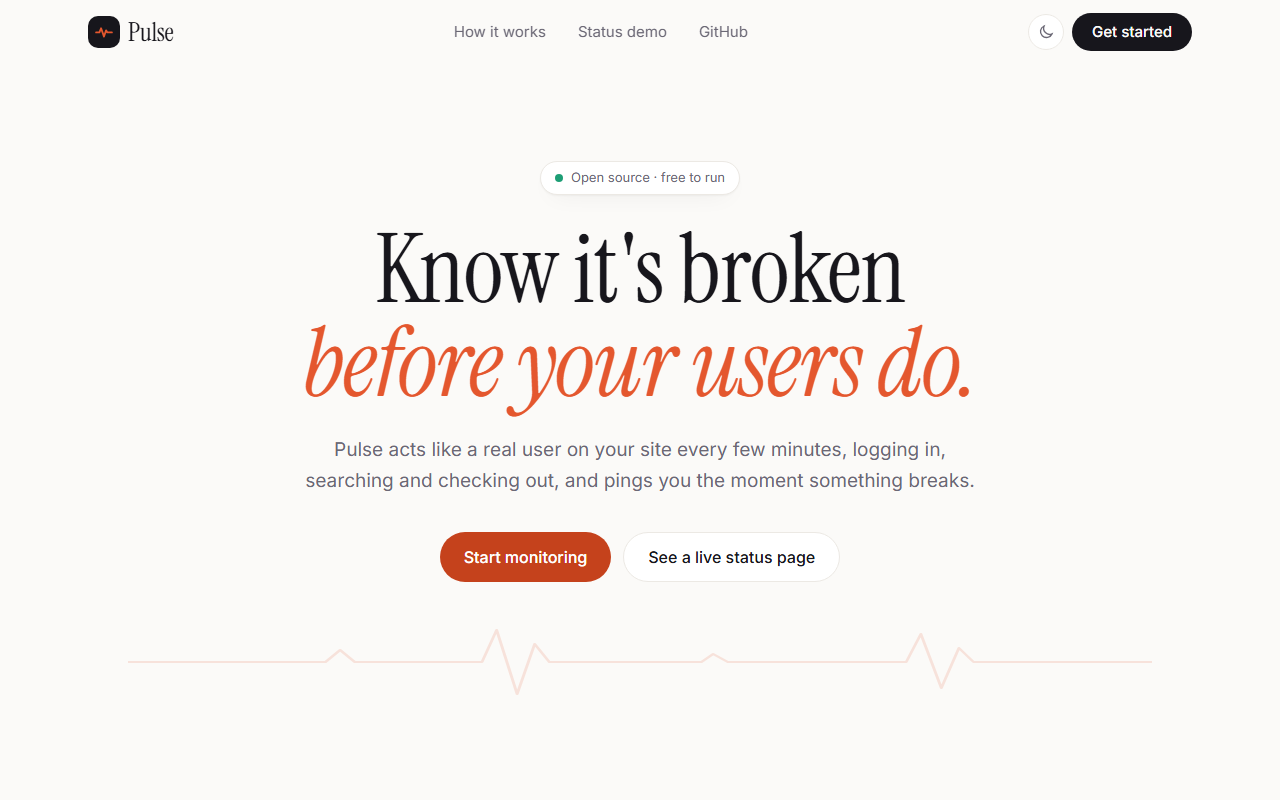 Pulse
How it works
Status demo
GitHub
Get started
Open source · free to run
Know it's broken
before your users do.
Pulse acts like a real user on your site every few minutes, logging in,
searching and checking out, and pings you the moment something breaks.
Start monitoring
See a live status page